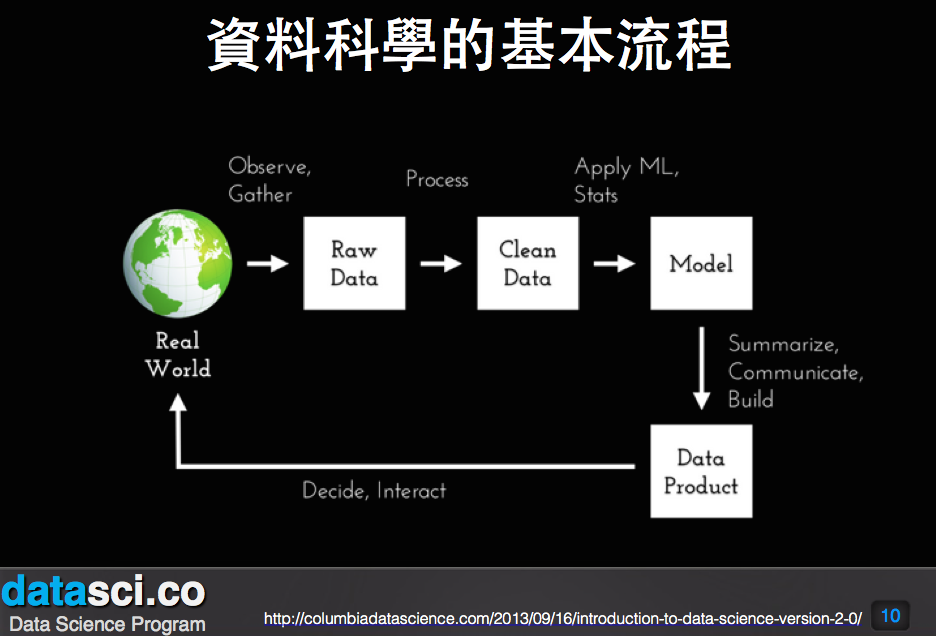 資料科學的基本流程
Observe,
Gather
Process
Apply ML,
Stats
Raw
Data
Clean
Data
Model
Real
World
Summarize,
Communicate,
Build
Data
Product
Decide, Interact
datasci.co
Data Science Program
http://columbiadatascience.com/2013/09/16/introduction-to-data-science-version-2-0/
10